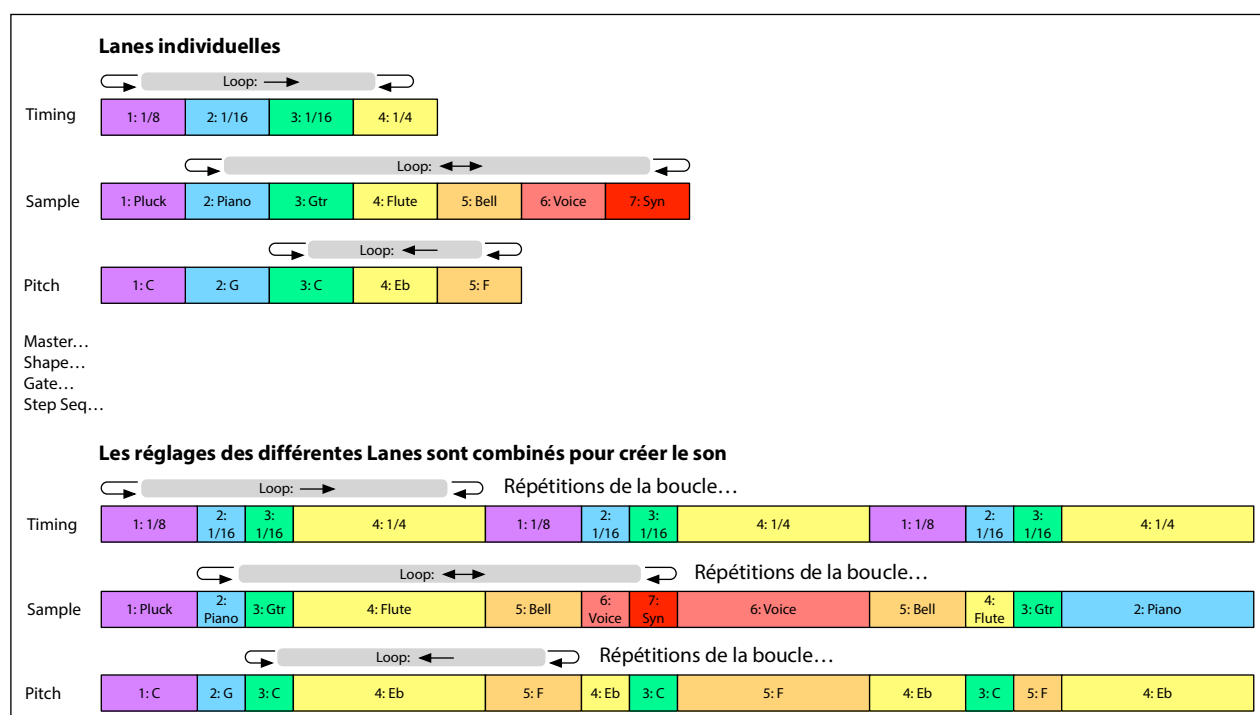 Lanes individuelles
Loop:
Timing 1: 1/8 2: 1/16 3: 1/16 4: 1/4
Loop:
Sample 1: Pluck 2: Piano 3: Gtr 4: Flute 5: Bell 6: Voice 7: Syn
Loop:
Pitch 1: C 2: G 3: C 4: Eb 5: F
Master…
Shape…
Gate…
Step Seq…
Les réglages des différentes Lanes sont combinés pour créer le son
Loop: Répétitions de la boucle…
Timing 1: 1/8 2: 1/16 3: 1/16 4: 1/4 1: 1/8 2: 1/16 3: 1/16 4: 1/4 1: 1/8 2: 1/16 3: 1/16 4: 1/4
Loop: Répétitions de la boucle…
Sample 1: Pluck 2: Piano 3: Gtr 4: Flute 5: Bell 6: Voice 7: Syn 6: Voice 5: Bell 4: Flute 3: Gtr 2: Piano
Loop: Répétitions de la boucle…
Pitch 1: C 2: G 3: C 4: Eb 5: F 4: Eb 3: C 5: F 4: Eb 3: C 5: F 4: Eb